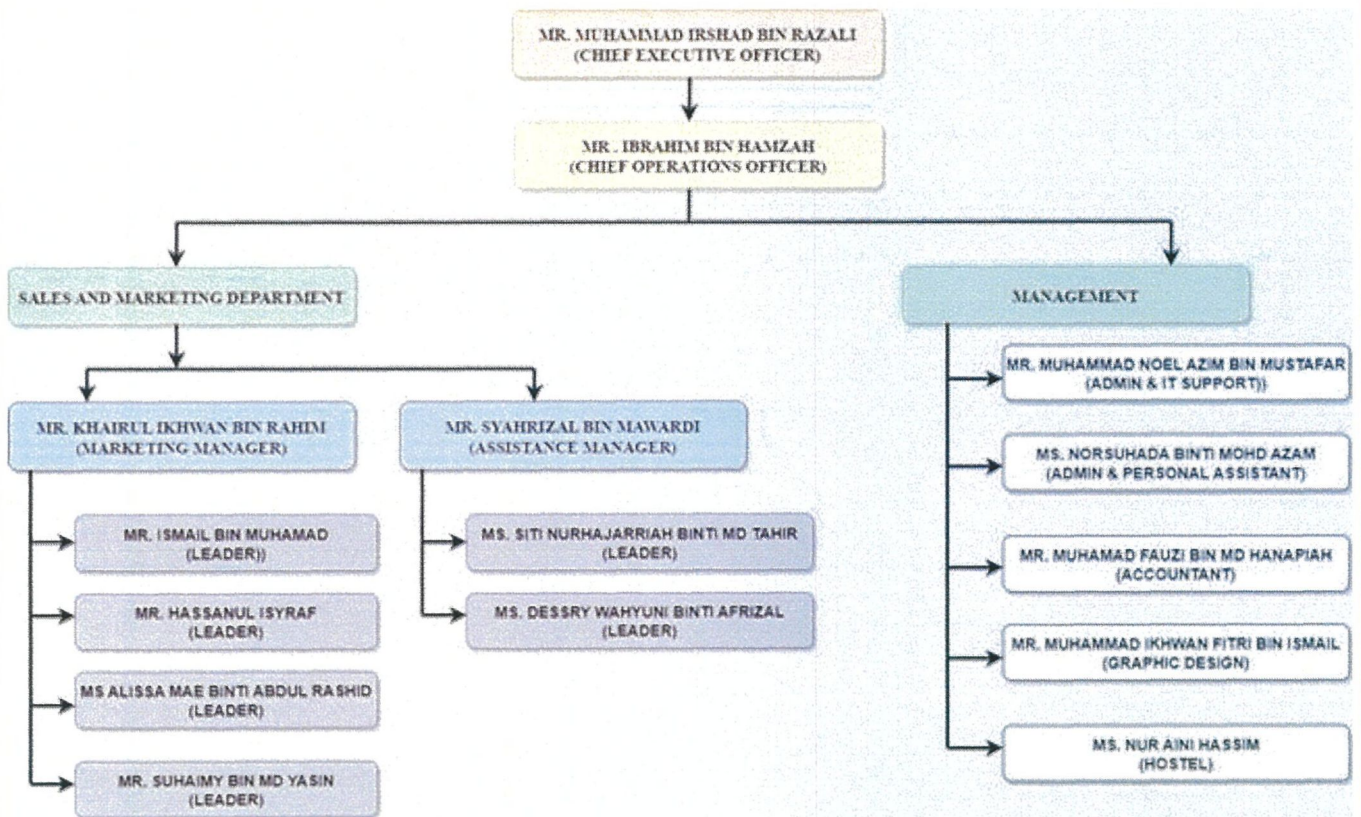 MR. MUHAMMAD IRSHAD BIN RAZALI
(CHIEF EXECUTIVE OFFICER)
MR . IBRAHIM BIN HAMZAH
(CHIEF OPERATIONS OFFICER)
SALES AND MARKETING DEPARTMENT
MR. KHAIRUL IKHWAN BIN RAHIM
(MARKETING MANAGER)
MR. ISMAIL BIN MUHAMAD
(LEADER))
MR. HASSANUL ISYRAF
(LEADER)
MS ALISSA MAE BINTI ABDUL RASHID
(LEADER)
MR. SUHAIMY BIN MD YASIN
(LEADER)
MR. SYAHRIZAL BIN MAWARDI
(ASSISTANCE MANAGER)
MS. SITI NURHAJARRIAH BINTI MD TAHIR
(LEADER)
MS. DESSRY WAHYUNI BINTI AFRIZAL
(LEADER)
MANAGEMENT
MR. MUHAMMAD NOEL AZIM BIN MUSTAFAR
(ADMIN & IT SUPPORT))
MS. NORSUHADA BINTI MOHD AZAM
(ADMIN & PERSONAL ASSISTANT)
MR. MUHAMAD FAUZI BIN MD HANAPIAH
(ACCOUNTANT)
MR. MUHAMMAD IKHWAN FITRI BIN ISMAIL
(GRAPHIC DESIGN)
MS. NUR AINI HASSIM
(HOSTEL)